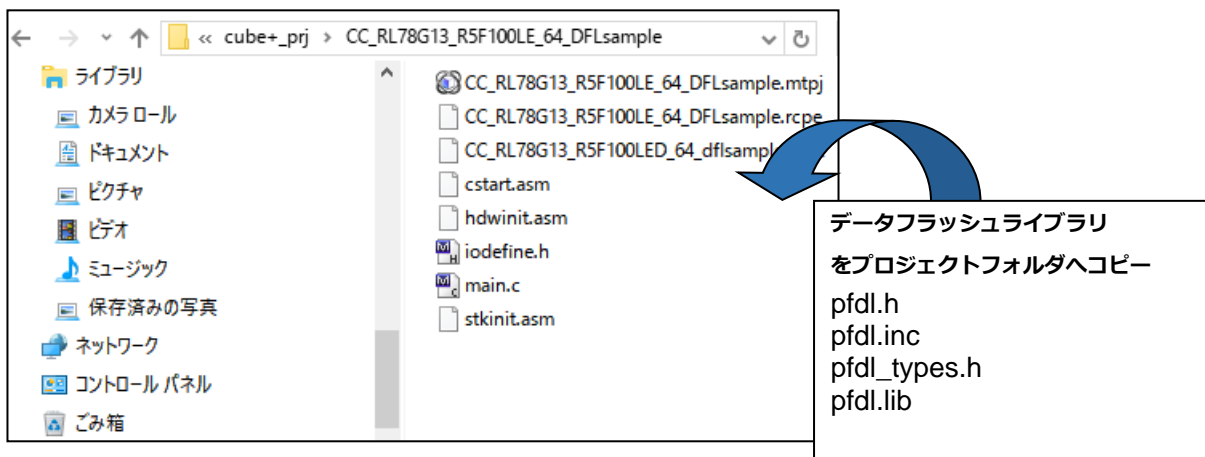 « cube+_prj › CC_RL78G13_R5F100LE_64_DFLsample
ライブラリ
カメラ ロール
ドキュメント
ピクチャ
ビデオ
ミュージック
保存済みの写真
ネットワーク
コントロール パネル
ごみ箱
CC_RL78G13_R5F100LE_64_DFLsample.mtpj
CC_RL78G13_R5F100LE_64_DFLsample.rcpe
CC_RL78G13_R5F100LED_64_dflsampl
cstart.asm
hdwinit.asm
iodefine.h
main.c
stkinit.asm
データフラッシュライブラリ
をプロジェクトフォルダへコピー
pfdl.h
pfdl.inc
pfdl_types.h
pfdl.lib